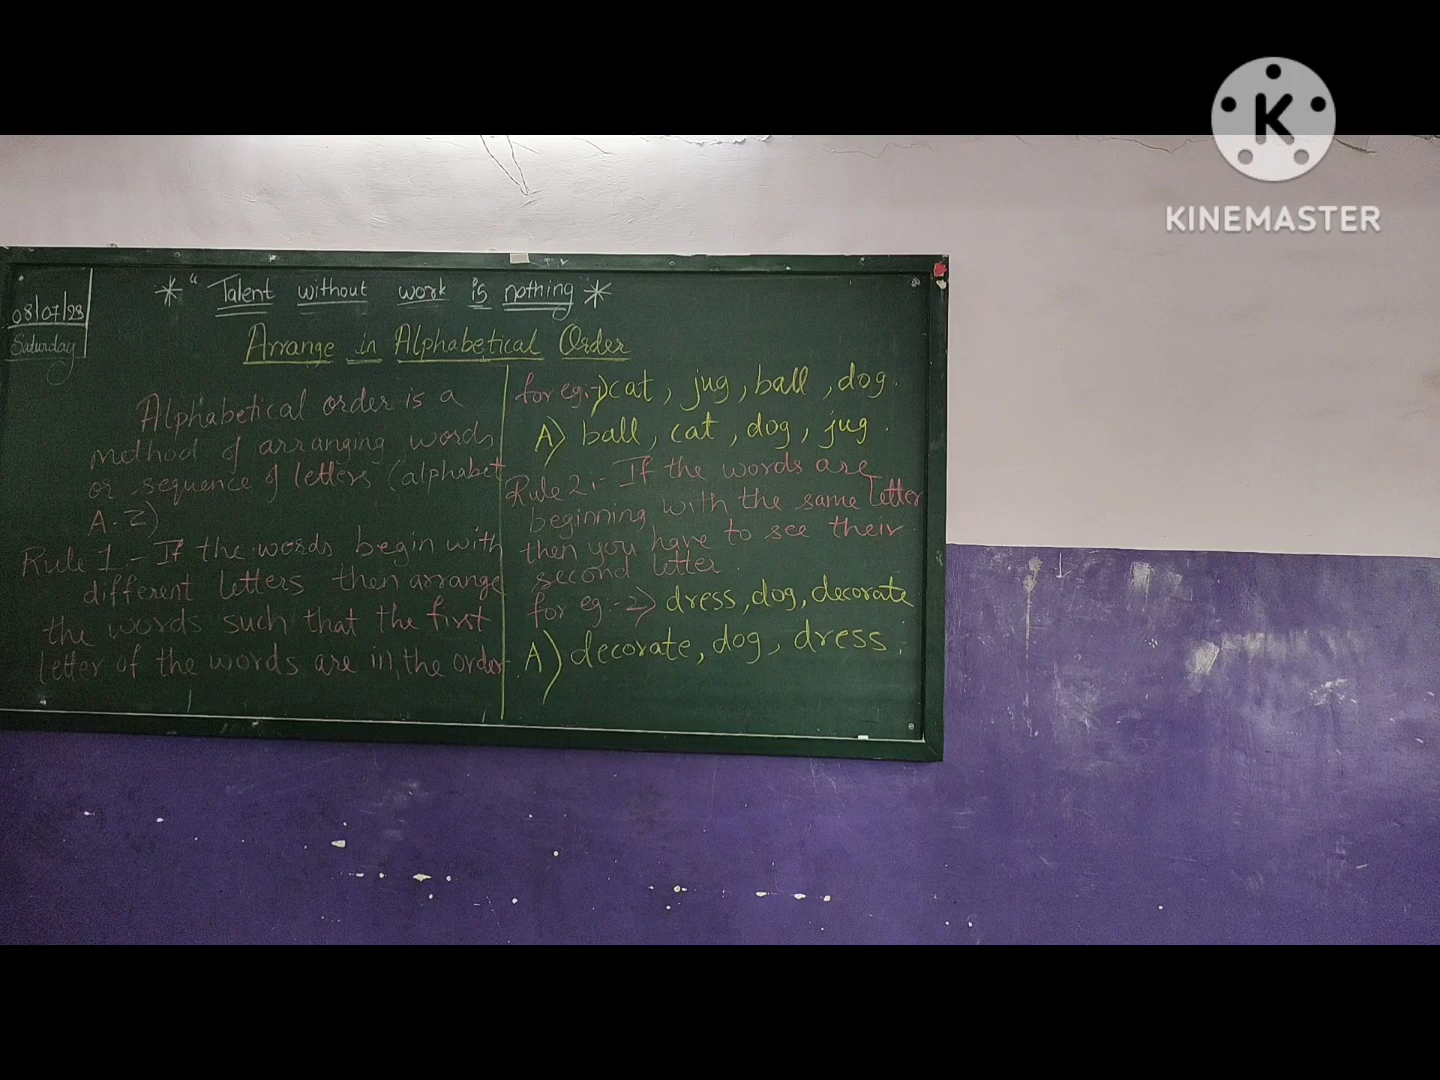 KINEMASTER
08/07/23
Saturday
* " Talent without work is nothing *
Arrange in Alphabetical Order
Alphabetical order is a
method of arranging words
or sequence of letters (alphabet
A-Z)
Rule 1:- If the words begin with
different letters then arrange
the words such that the first
letter of the words are in the order
for eg:-1) cat, jug, ball, dog.
A) ball, cat, dog, jug.
Rule 2:- If the words are
beginning with the same letter
then you have to see their
second letter
for eg:-2) dress, dog, decorate
A) decorate, dog, dress.